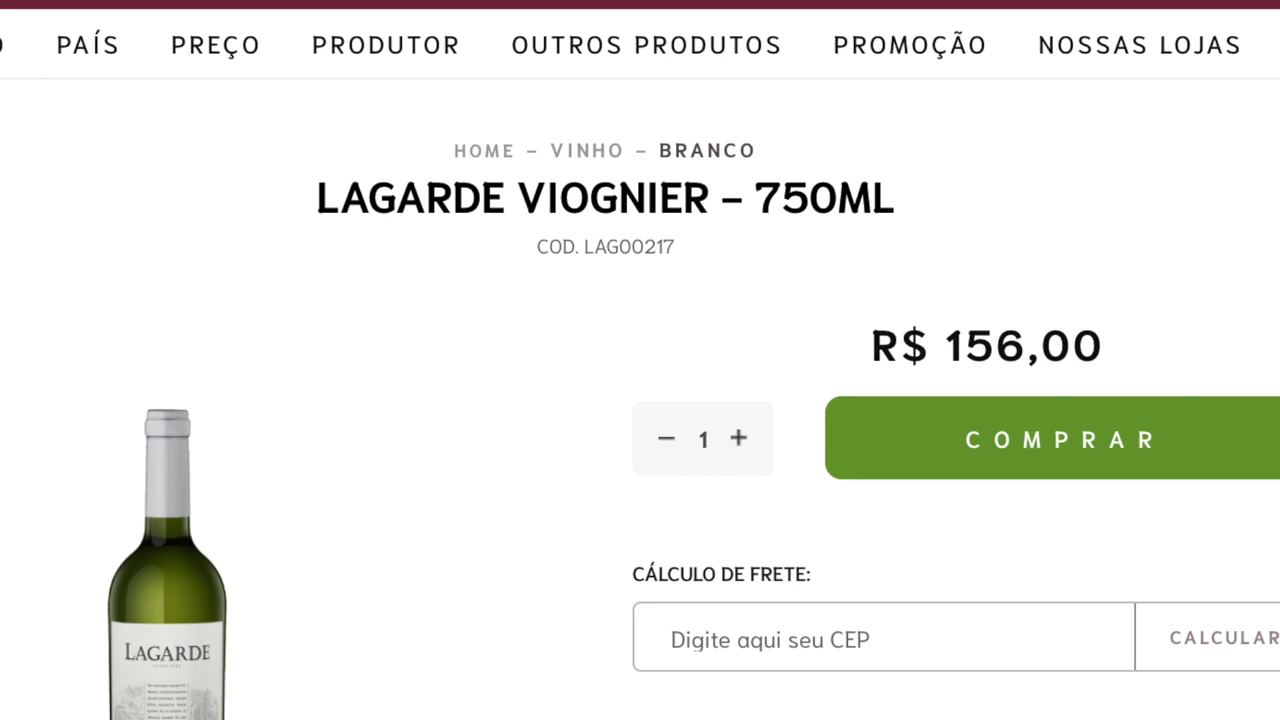 PAÍS PREÇO PRODUTOR OUTROS PRODUTOS PROMOÇÃO NOSSAS LOJAS
HOME – VINHO – BRANCO
LAGARDE VIOGNIER – 750ML
COD. LAG00217
R$ 156,00
– 1 +
COMPRAR
CÁLCULO DE FRETE:
Digite aqui seu CEP
CALCULAR
LAGARDE